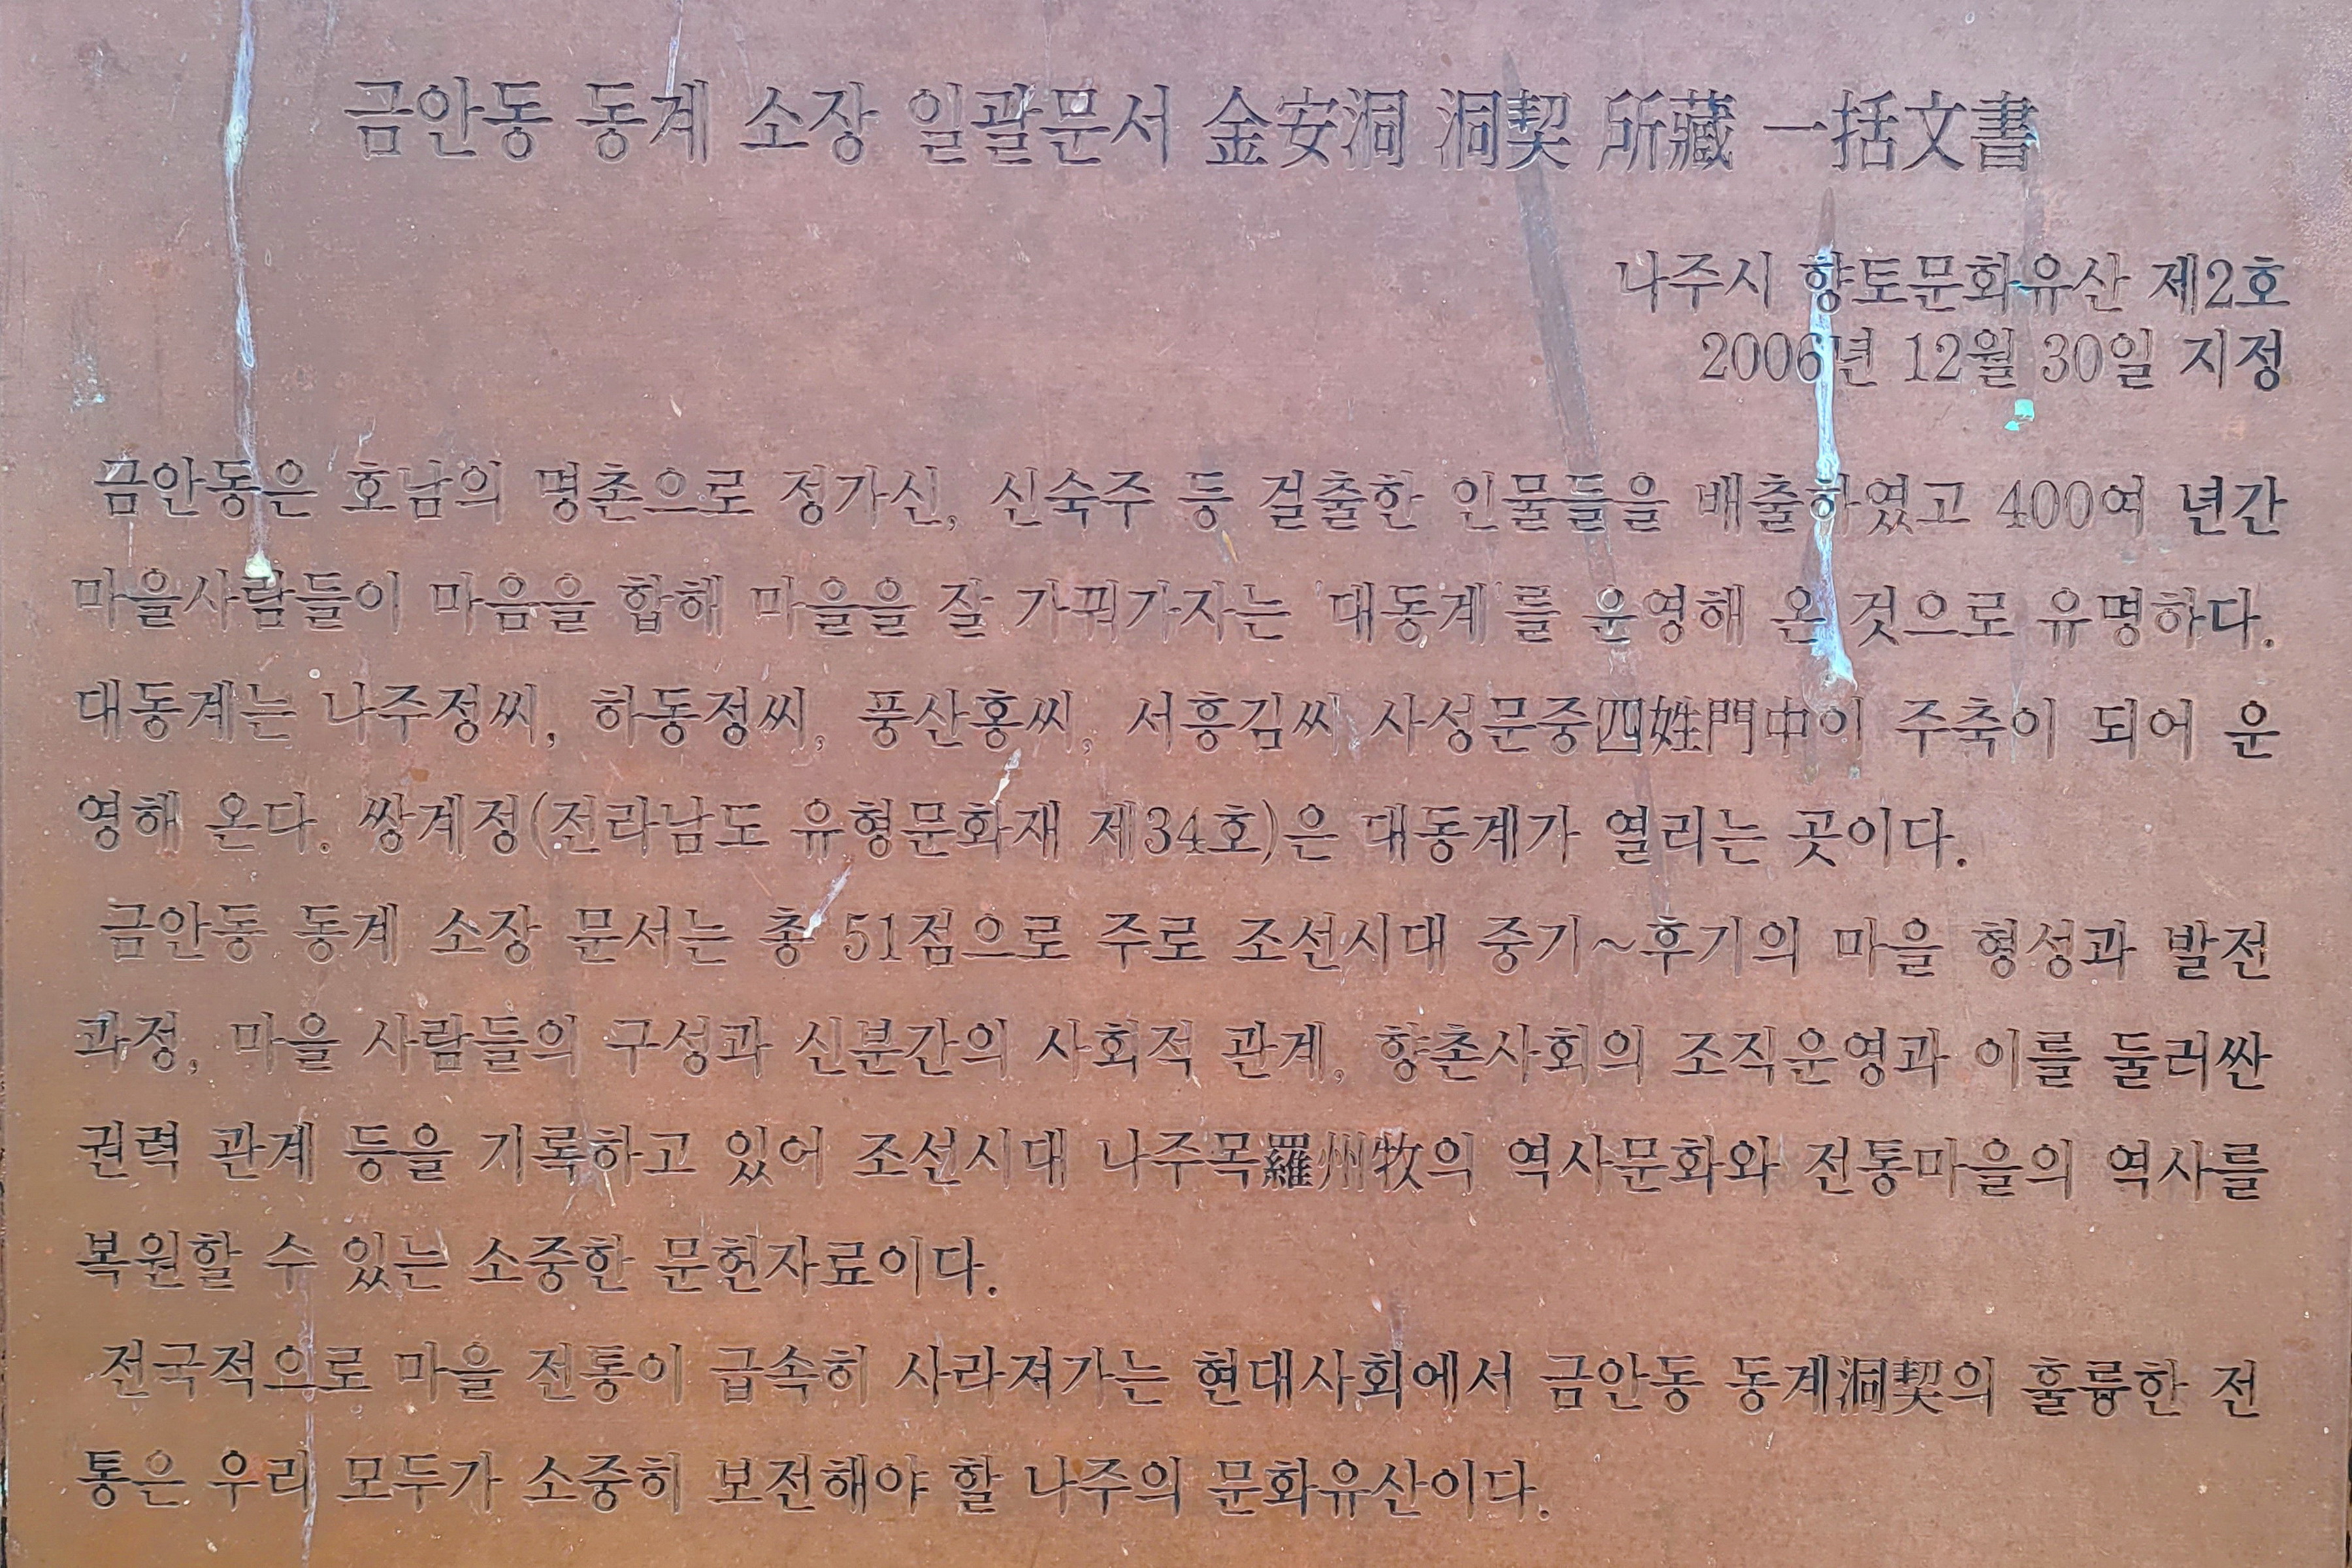 금안동 동계 소장 일괄문서 金安洞 洞契 所藏 一括文書
나주시 향토문화유산 제2호
2006년 12월 30일 지정
금안동은 호남의 명촌으로 정가신, 신숙주 등 걸출한 인물들을 배출하였고 400여 년간
마을사람들이 마음을 합해 마을을 잘 가꿔가자는 '대동계'를 운영해 온 것으로 유명하다.
대동계는 나주정씨, 하동정씨, 풍산홍씨, 서흥김씨 사성문중四姓門中이 주축이 되어 운
영해 온다. 쌍계정(전라남도 유형문화재 제34호)은 대동계가 열리는 곳이다.
금안동 동계 소장 문서는 총 51점으로 주로 조선시대 중기~후기의 마을 형성과 발전
과정, 마을 사람들의 구성과 신분간의 사회적 관계, 향촌사회의 조직운영과 이를 둘러싼
권력 관계 등을 기록하고 있어 조선시대 나주목羅州牧의 역사문화와 전통마을의 역사를
복원할 수 있는 소중한 문헌자료이다.
전국적으로 마을 전통이 급속히 사라져가는 현대사회에서 금안동 동계洞契의 훌륭한 전
통은 우리 모두가 소중히 보전해야 할 나주의 문화유산이다.